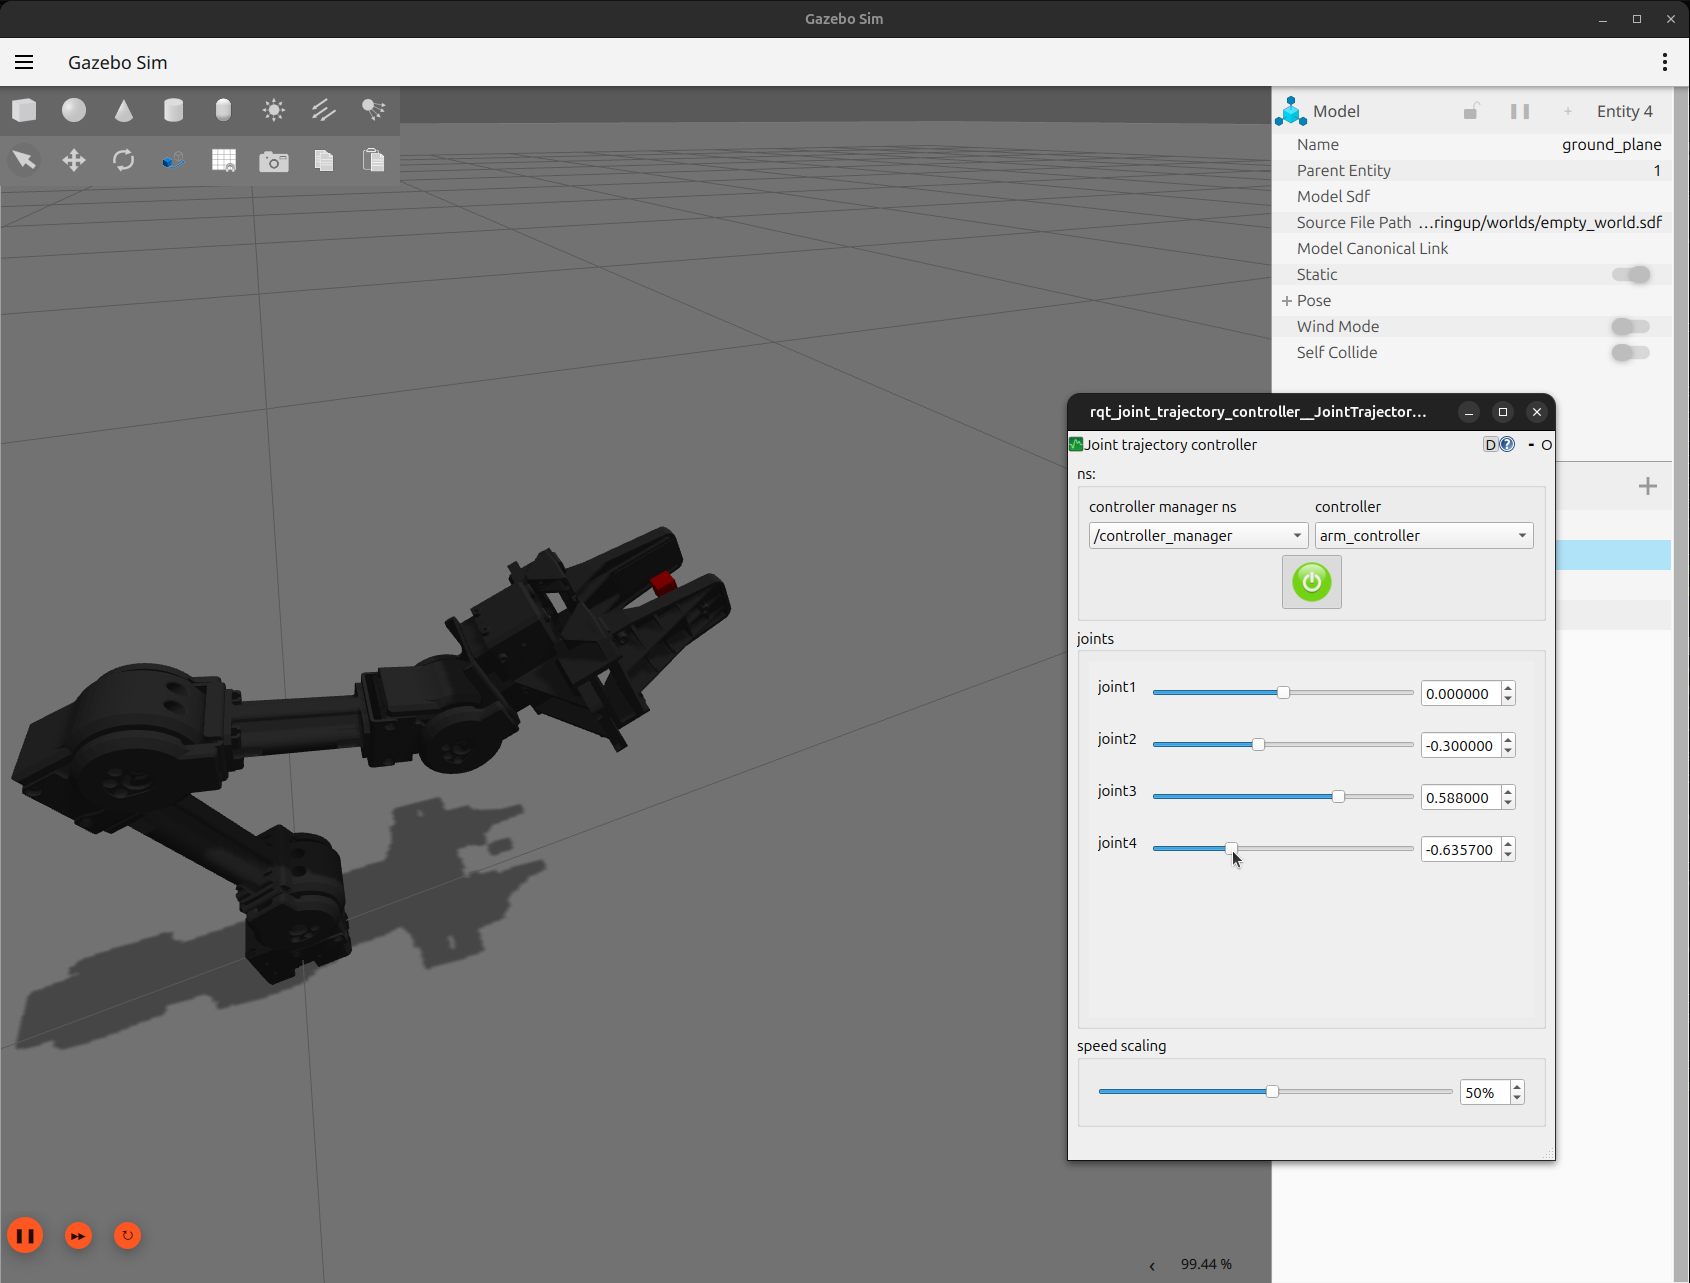 Gazebo Sim
Gazebo Sim
Model
Entity 4
Name
ground_plane
Parent Entity
1
Model Sdf
Source File Path
…ringup/worlds/empty_world.sdf
Model Canonical Link
Static
Pose
Wind Mode
Self Collide
rqt_joint_trajectory_controller__JointTrajector…
Joint trajectory controller
D
?
- O
ns:
controller manager ns
controller
/controller_manager
arm_controller
joints
joint1
0.000000
joint2
-0.300000
joint3
0.588000
joint4
-0.635700
speed scaling
50%
99.44 %